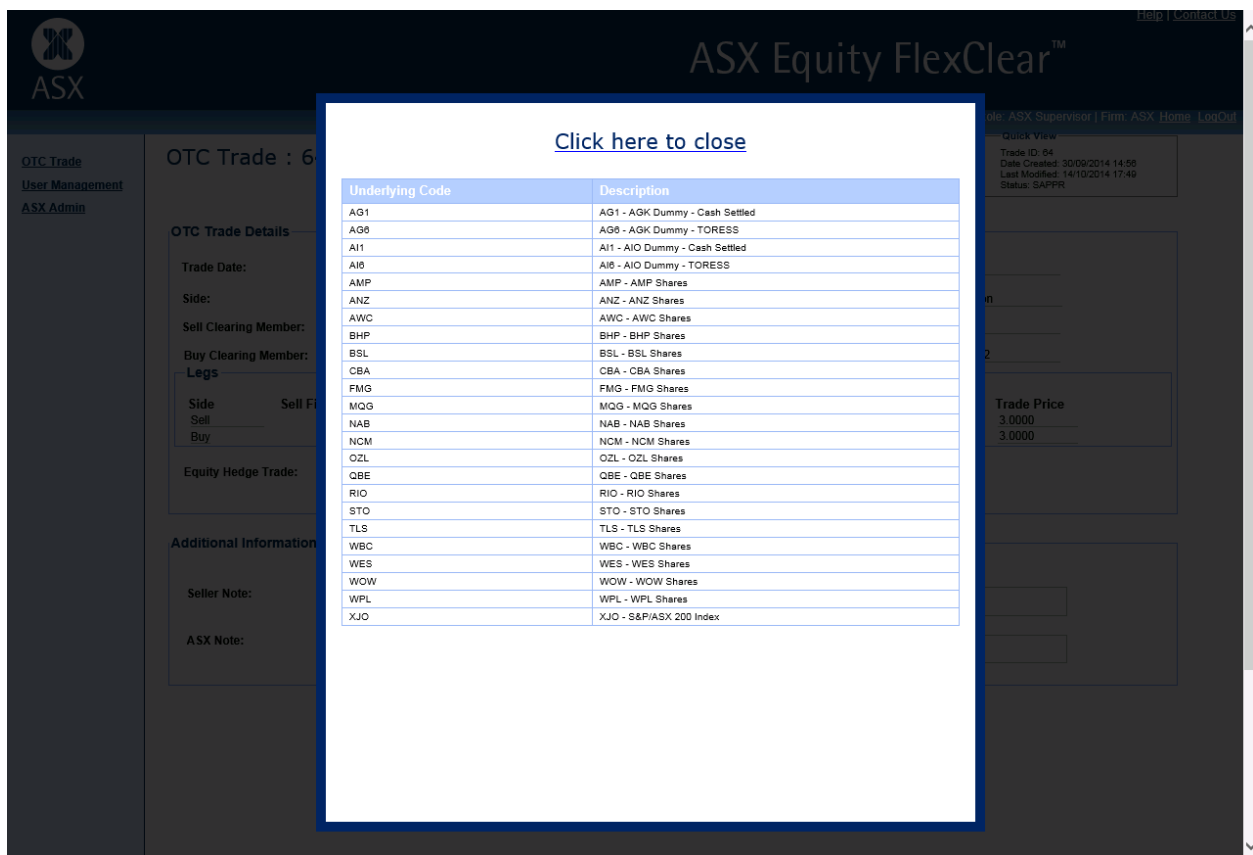 Help | Contact Us
ASX
ASX Equity FlexClear™
ole: ASX Supervisor | Firm: ASX Home LogOut
OTC Trade
User Management
ASX Admin
OTC Trade : 6
Quick View
Trade ID: 64
Date Created: 30/09/2014 14:56
Last Modified: 14/10/2014 17:49
Status: SAPPR
Click here to close
Underlying Code Description
AG1 AG1 - AGK Dummy - Cash Settled
AG6 AG6 - AGK Dummy - TORESS
AI1 AI1 - AIO Dummy - Cash Settled
AI6 AI6 - AIO Dummy - TORESS
AMP AMP - AMP Shares
ANZ ANZ - ANZ Shares
AWC AWC - AWC Shares
BHP BHP - BHP Shares
BSL BSL - BSL Shares
CBA CBA - CBA Shares
FMG FMG - FMG Shares
MQG MQG - MQG Shares
NAB NAB - NAB Shares
NCM NCM - NCM Shares
OZL OZL - OZL Shares
QBE QBE - QBE Shares
RIO RIO - RIO Shares
STO STO - STO Shares
TLS TLS - TLS Shares
WBC WBC - WBC Shares
WES WES - WES Shares
WOW WOW - WOW Shares
WPL WPL - WPL Shares
XJO XJO - S&P/ASX 200 Index
OTC Trade Details
Trade Date:
Side: n
Sell Clearing Member:
Buy Clearing Member: 2
Legs
Side Sell Fi Trade Price
Sell 3.0000
Buy 3.0000
Equity Hedge Trade:
Additional Information
Seller Note:
ASX Note: